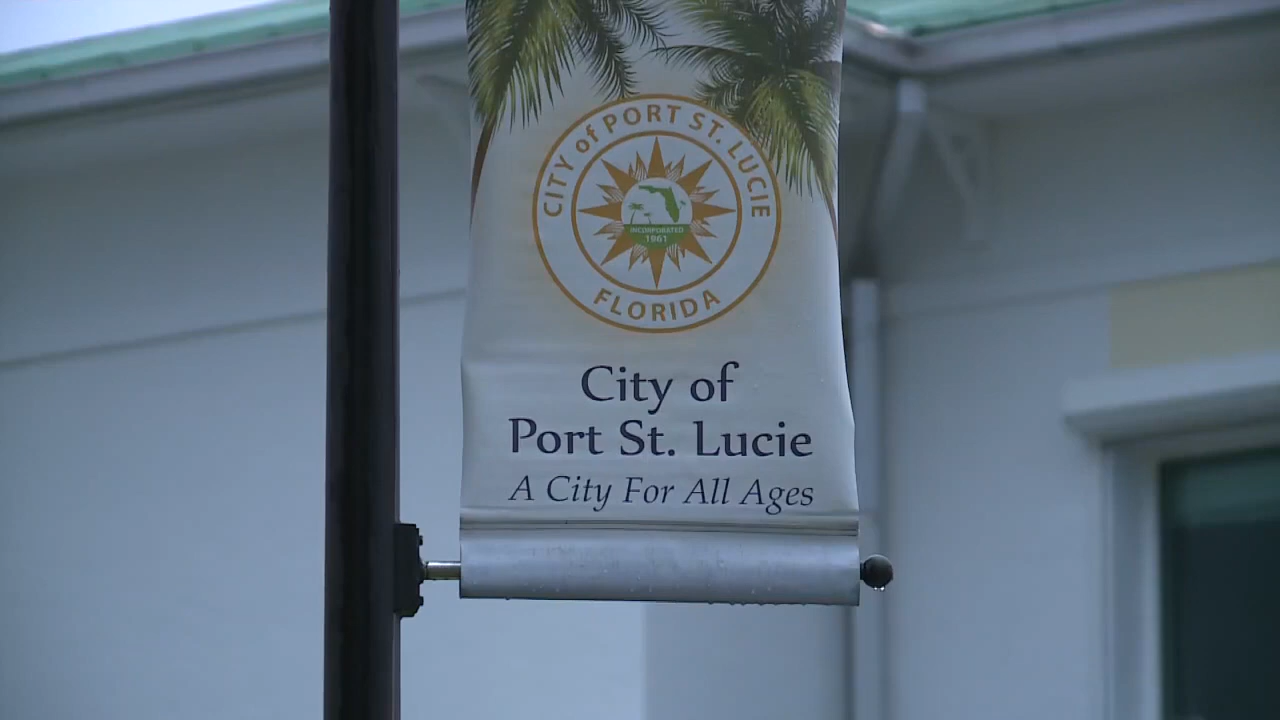 CITY of PORT ST. LUCIE
INCORPORATED
1961
FLORIDA
City of
Port St. Lucie
A City For All Ages